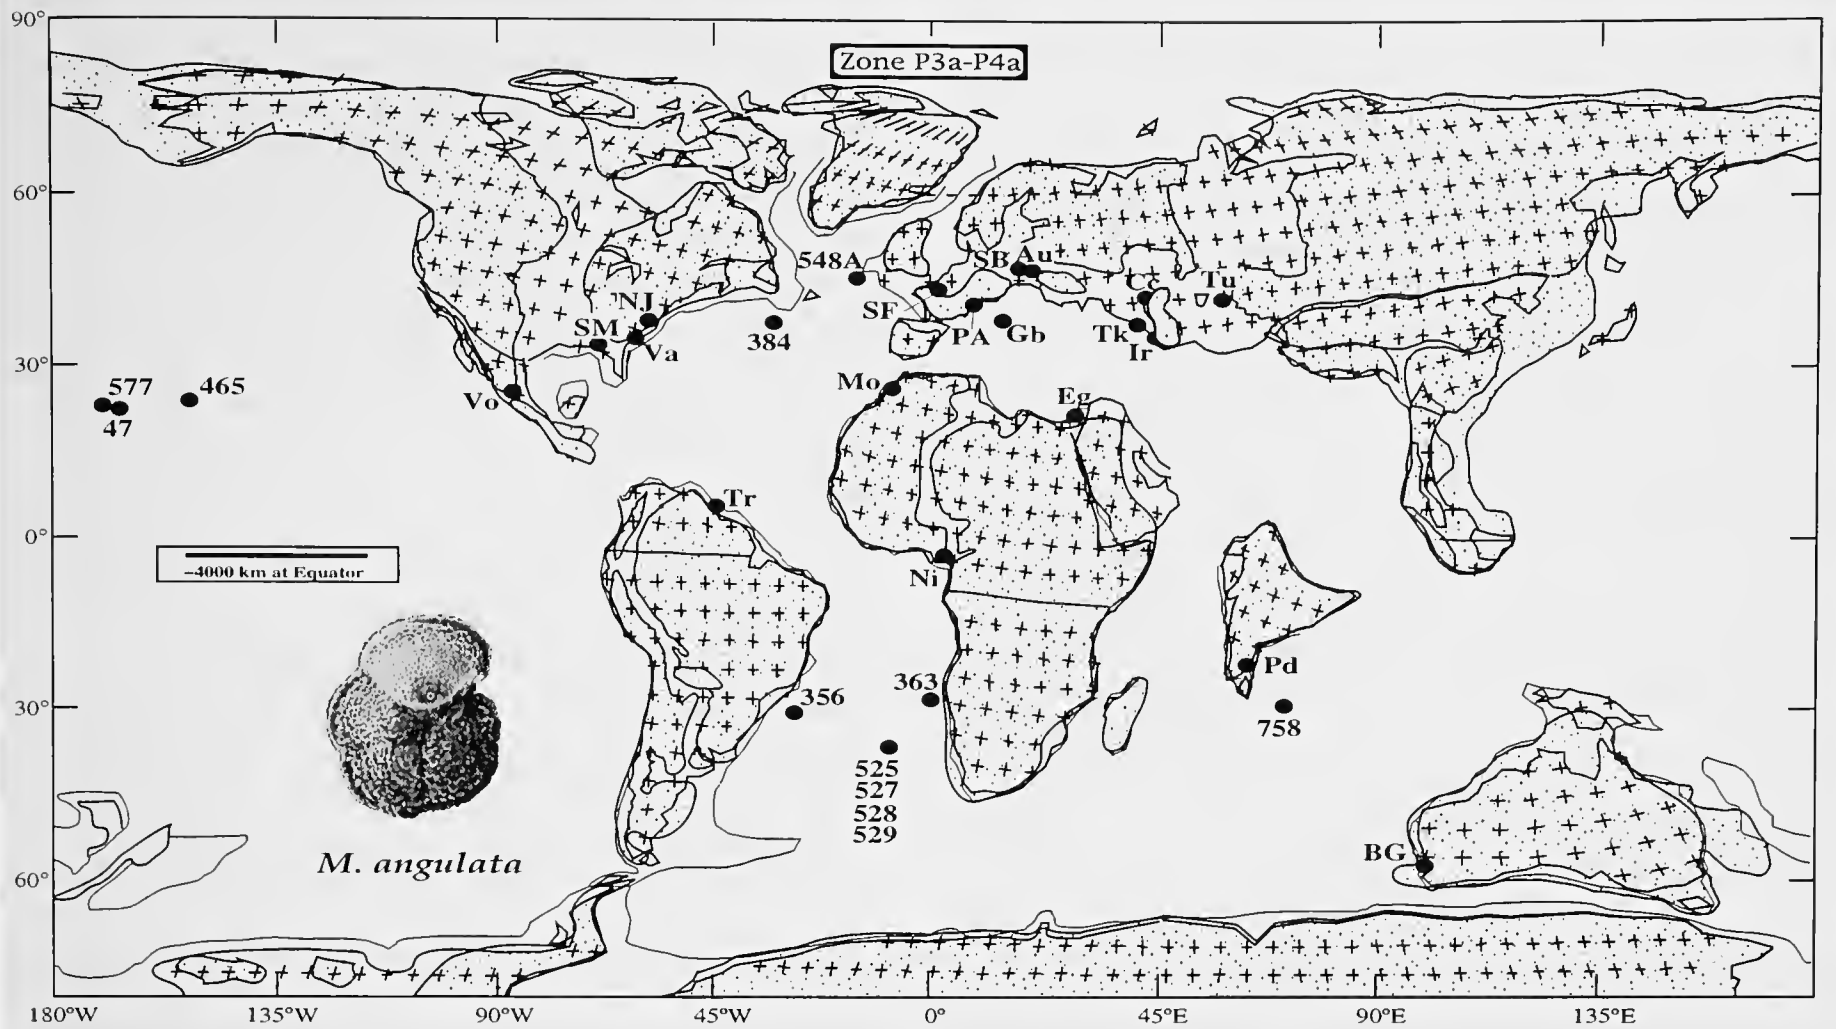 90°
Zone P3a-P4a
60°
548A
SB Au
Cc
Tu
NJ
SF
SM
Va
384
PA
Gb
Tk
Ir
30°
577
465
47
Vo
Mo
Eg
Tr
0°
~4000 km at Equator
Ni
Pd
363
356
30°
758
525
527
528
529
M. angulata
BG
60°
180°W 135°W 90°W 45°W 0° 45°E 90°E 135°E